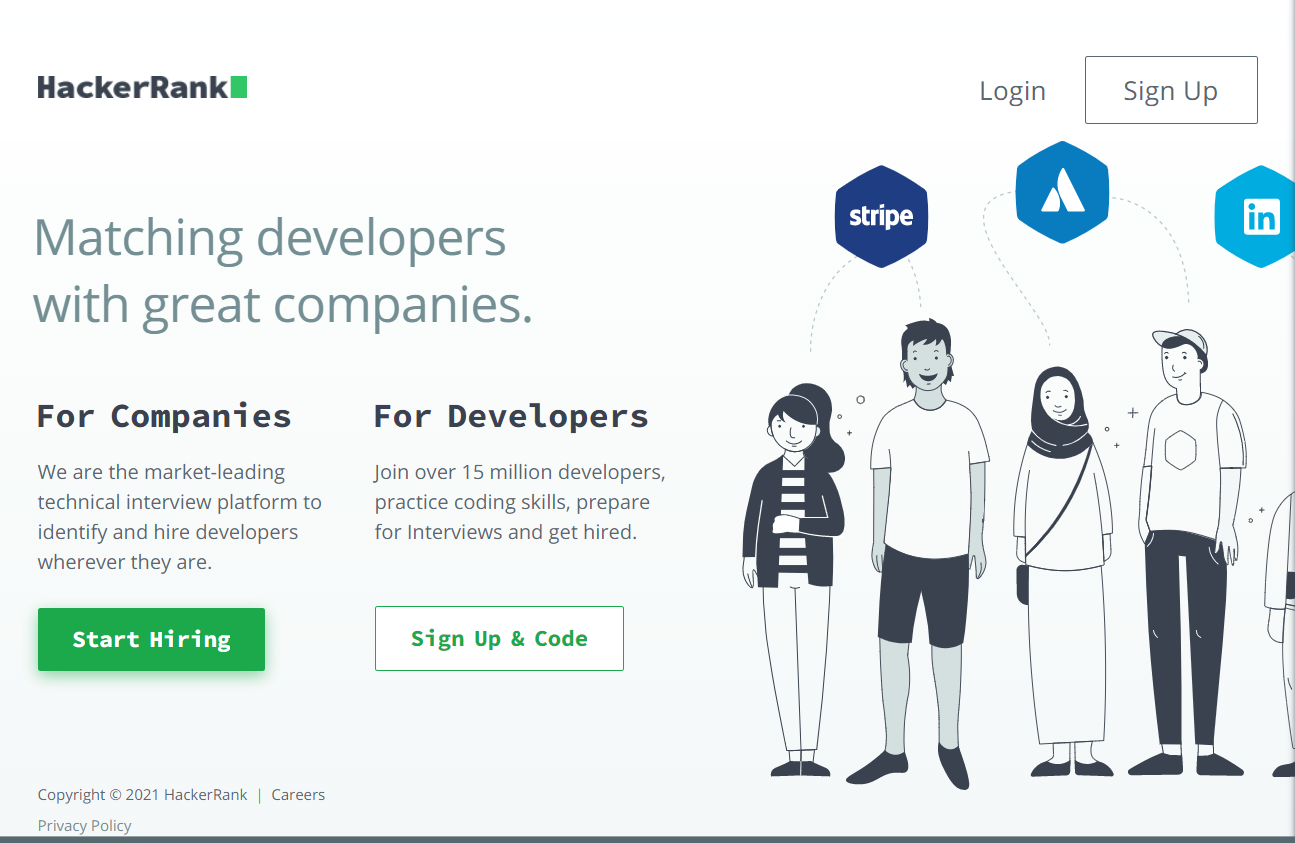 HackerRank
Login
Sign Up
stripe
in
Matching developers
with great companies.
For Companies
We are the market-leading
technical interview platform to
identify and hire developers
wherever they are.
Start Hiring
For Developers
Join over 15 million developers,
practice coding skills, prepare
for Interviews and get hired.
Sign Up & Code
Copyright © 2021 HackerRank | Careers
Privacy Policy